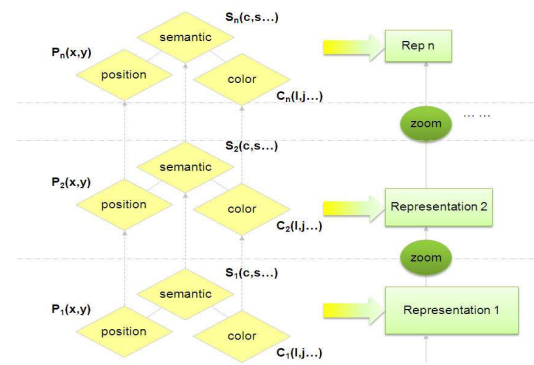 Sn(c,s…)
semantic
Pn(x,y)
position
color
Cn(l,j…)
Rep n
zoom
… …
S2(c,s…)
semantic
P2(x,y)
position
color
C2(l,j…)
Representation 2
zoom
S1(c,s…)
semantic
P1(x,y)
position
color
C1(l,j…)
Representation 1